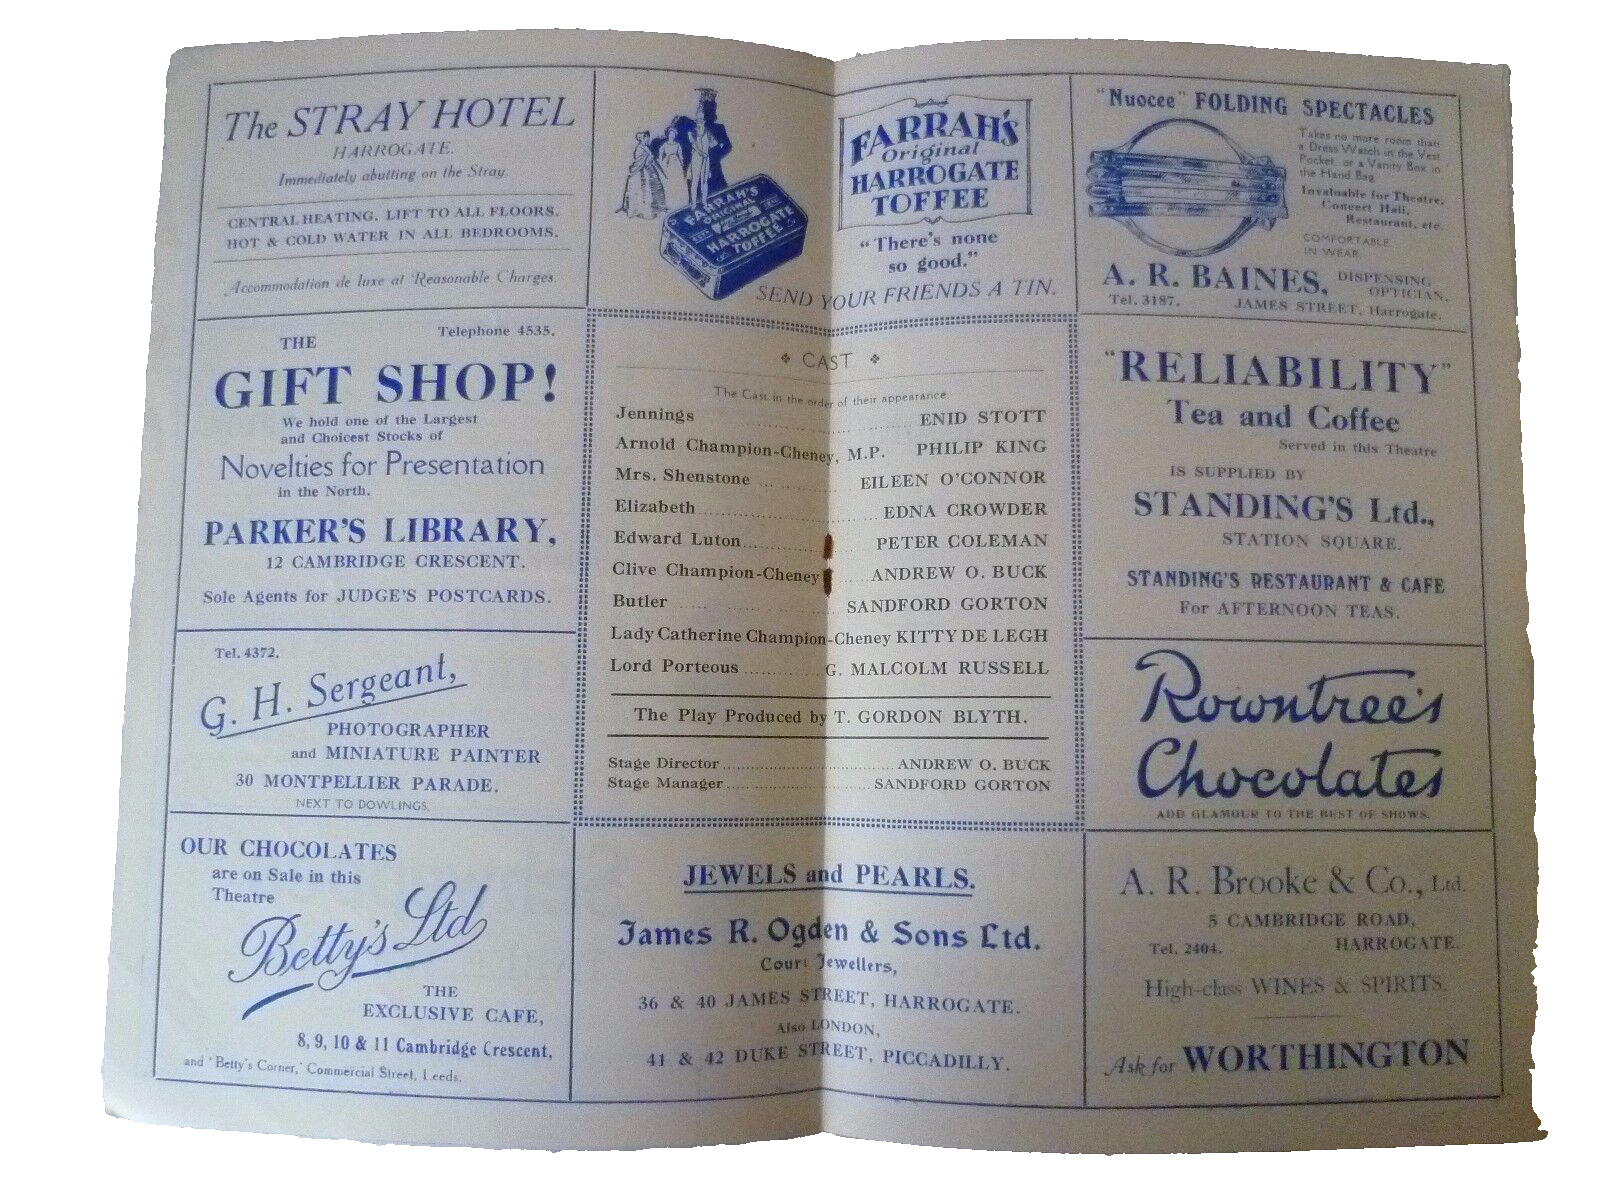 The STRAY HOTEL
HARROGATE.
Immediately abutting on the Stray.
CENTRAL HEATING. LIFT TO ALL FLOORS.
HOT & COLD WATER IN ALL BEDROOMS.
Accommodation de luxe at Reasonable Charges.
FARRAH'S
ORIGINAL
HARROGATE
TOFFEE
FARRAH'S
Original
HARROGATE
TOFFEE
"There's none
so good."
SEND YOUR FRIENDS A TIN.
"Nuocee" FOLDING SPECTACLES
Takes no more room than
a Dress Watch in the Vest
Pocket, or a Vanity Box in
the Hand Bag.
Invaluable for Theatre,
Concert Hall,
Restaurant, etc.
COMFORTABLE
IN WEAR.
A. R. BAINES, DISPENSING
OPTICIAN,
Tel. 3187. JAMES STREET, Harrogate.
Telephone 4535.
THE
GIFT SHOP!
We hold one of the Largest
and Choicest Stocks of
Novelties for Presentation
in the North.
PARKER'S LIBRARY,
12 CAMBRIDGE CRESCENT.
Sole Agents for JUDGE'S POSTCARDS.
CAST
The Cast in the order of their appearance
Jennings ENID STOTT
Arnold Champion-Cheney, M.P. PHILIP KING
Mrs. Shenstone ... EILEEN O'CONNOR
Elizabeth EDNA CROWDER
Edward Luton PETER COLEMAN
Clive Champion-Cheney ANDREW O. BUCK
Butler SANDFORD GORTON
Lady Catherine Champion-Cheney KITTY DE LEGH
Lord Porteous G. MALCOLM RUSSELL
The Play Produced by T. GORDON BLYTH.
Stage Director ANDREW O. BUCK
Stage Manager SANDFORD GORTON
"RELIABILITY"
Tea and Coffee
Served in this Theatre
IS SUPPLIED BY
STANDING'S Ltd.,
STATION SQUARE.
STANDING'S RESTAURANT & CAFE
For AFTERNOON TEAS.
Tel. 4372.
G. H. Sergeant,
PHOTOGRAPHER
and MINIATURE PAINTER
30 MONTPELLIER PARADE.
NEXT TO DOWLINGS.
Rowntree's
Chocolates
ADD GLAMOUR TO THE BEST OF SHOWS.
OUR CHOCOLATES
are on Sale in this
Theatre
Betty's Ltd
THE
EXCLUSIVE CAFE,
8, 9, 10 & 11 Cambridge Crescent,
and 'Betty's Corner,' Commercial Street, Leeds.
JEWELS and PEARLS.
James R. Ogden & Sons Ltd.
Court Jewellers,
36 & 40 JAMES STREET, HARROGATE.
Also LONDON,
41 & 42 DUKE STREET, PICCADILLY.
A. R. Brooke & Co., Ltd.
5 CAMBRIDGE ROAD,
Tel. 2404. HARROGATE.
High-class WINES & SPIRITS.
Ask for WORTHINGTON